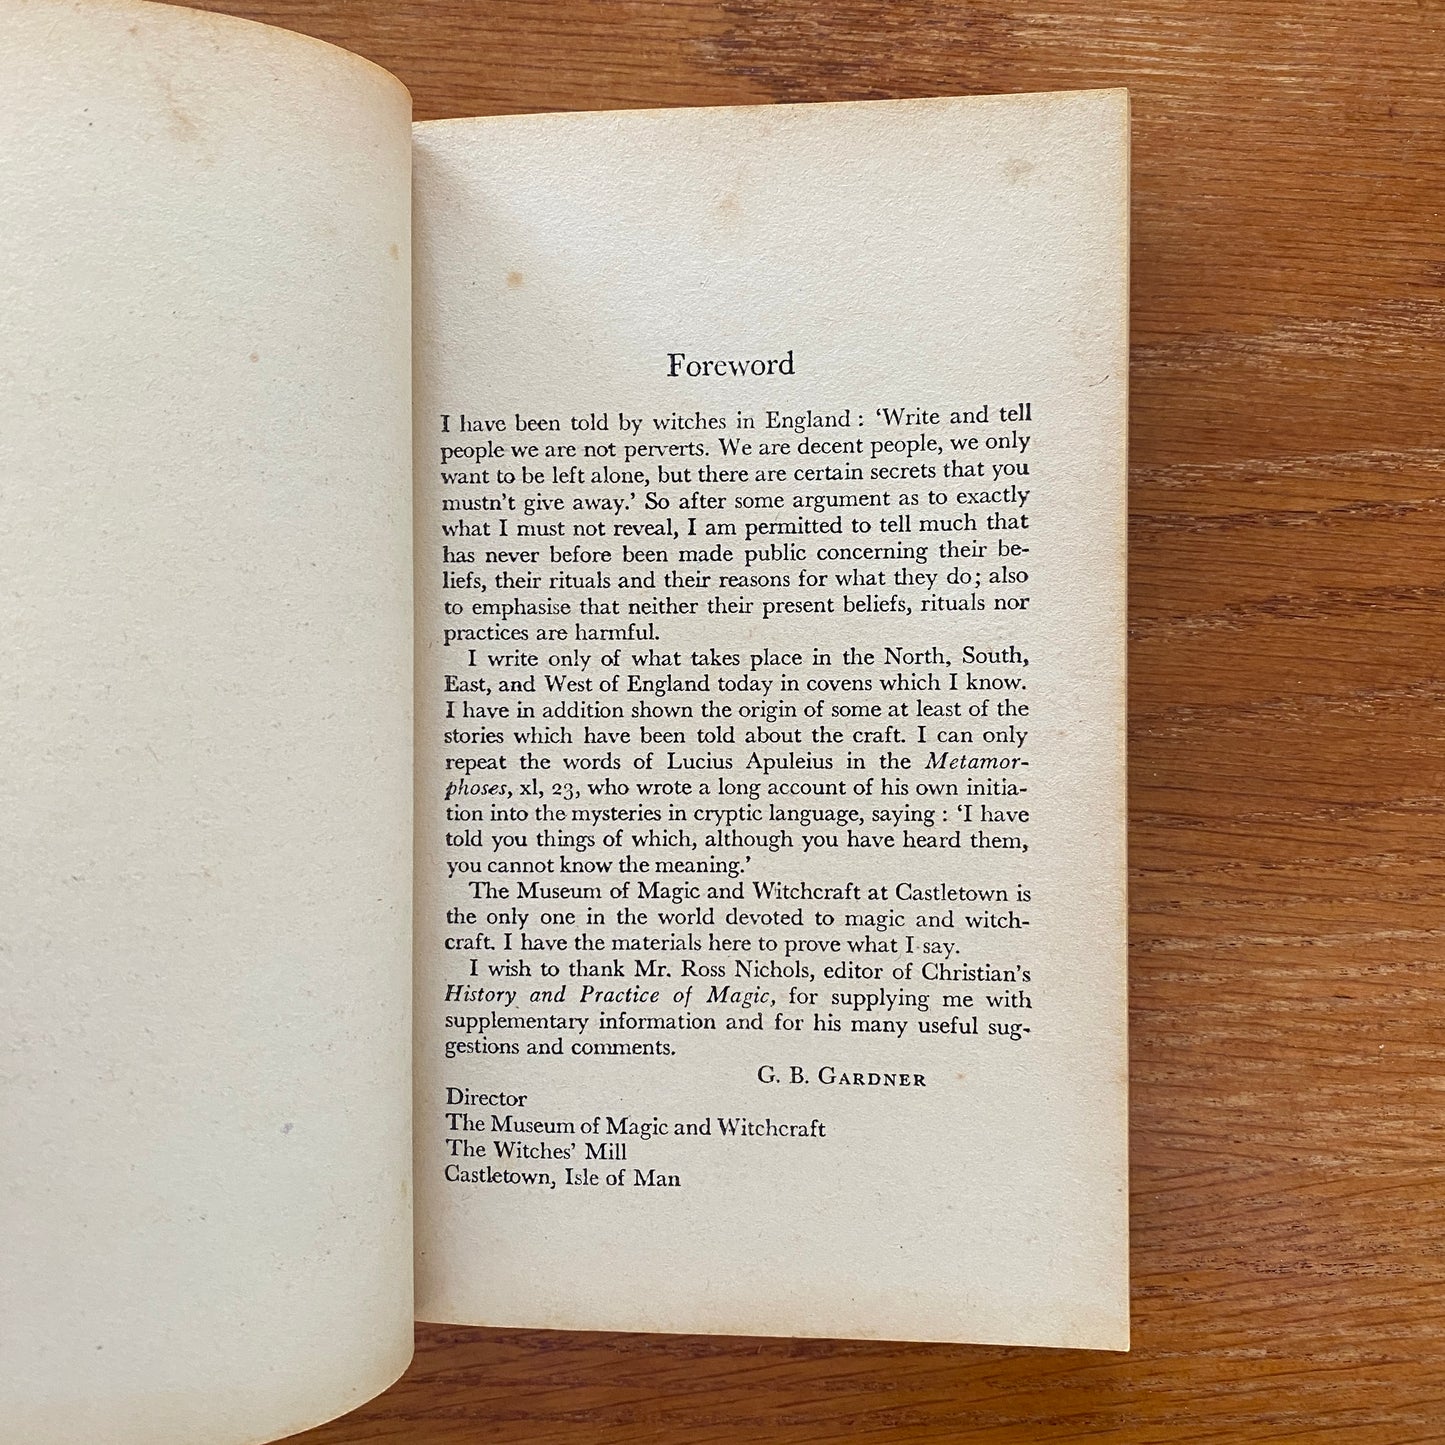 Foreword
I have been told by witches in England : ‘Write and tell
people we are not perverts. We are decent people, we only
want to be left alone, but there are certain secrets that you
mustn’t give away.’ So after some argument as to exactly
what I must not reveal, I am permitted to tell much that
has never before been made public concerning their be-
liefs, their rituals and their reasons for what they do; also
to emphasise that neither their present beliefs, rituals nor
practices are harmful.
I write only of what takes place in the North, South,
East, and West of England today in covens which I know.
I have in addition shown the origin of some at least of the
stories which have been told about the craft. I can only
repeat the words of Lucius Apuleius in the Metamor-
phoses, xl, 23, who wrote a long account of his own initia-
tion into the mysteries in cryptic language, saying : ‘I have
told you things of which, although you have heard them,
you cannot know the meaning.’
The Museum of Magic and Witchcraft at Castletown is
the only one in the world devoted to magic and witch-
craft. I have the materials here to prove what I say.
I wish to thank Mr. Ross Nichols, editor of Christian’s
History and Practice of Magic, for supplying me with
supplementary information and for his many useful sug-
gestions and comments.
G. B. GARDNER
Director
The Museum of Magic and Witchcraft
The Witches’ Mill
Castletown, Isle of Man